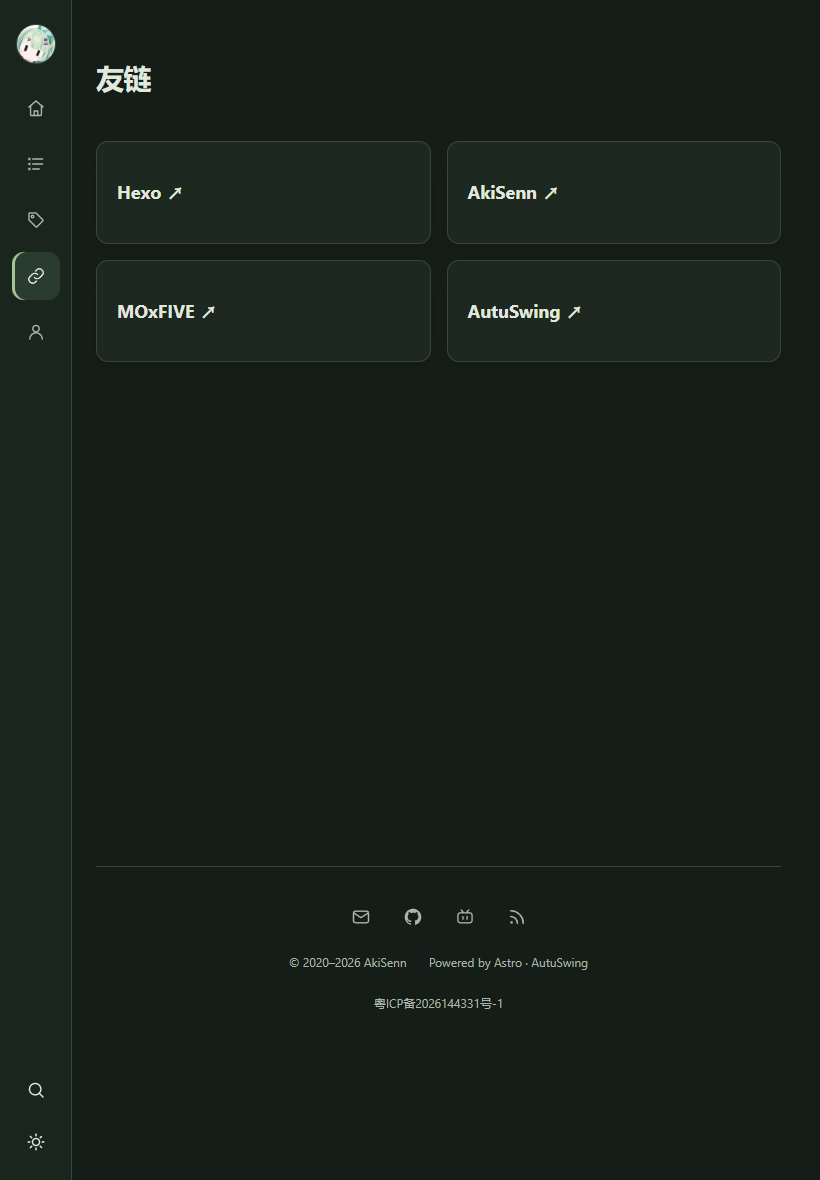 友链
Hexo ↗
AkiSenn ↗
MOxFIVE ↗
AutuSwing ↗
© 2020–2026 AkiSenn Powered by Astro · AutuSwing
粤ICP备2026144331号-1